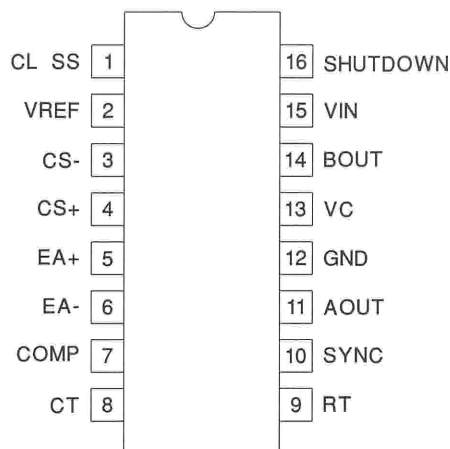 CL SS 1 16 SHUTDOWN
VREF 2 15 VIN
CS- 3 14 BOUT
CS+ 4 13 VC
EA+ 5 12 GND
EA- 6 11 AOUT
COMP 7 10 SYNC
CT 8 9 RT